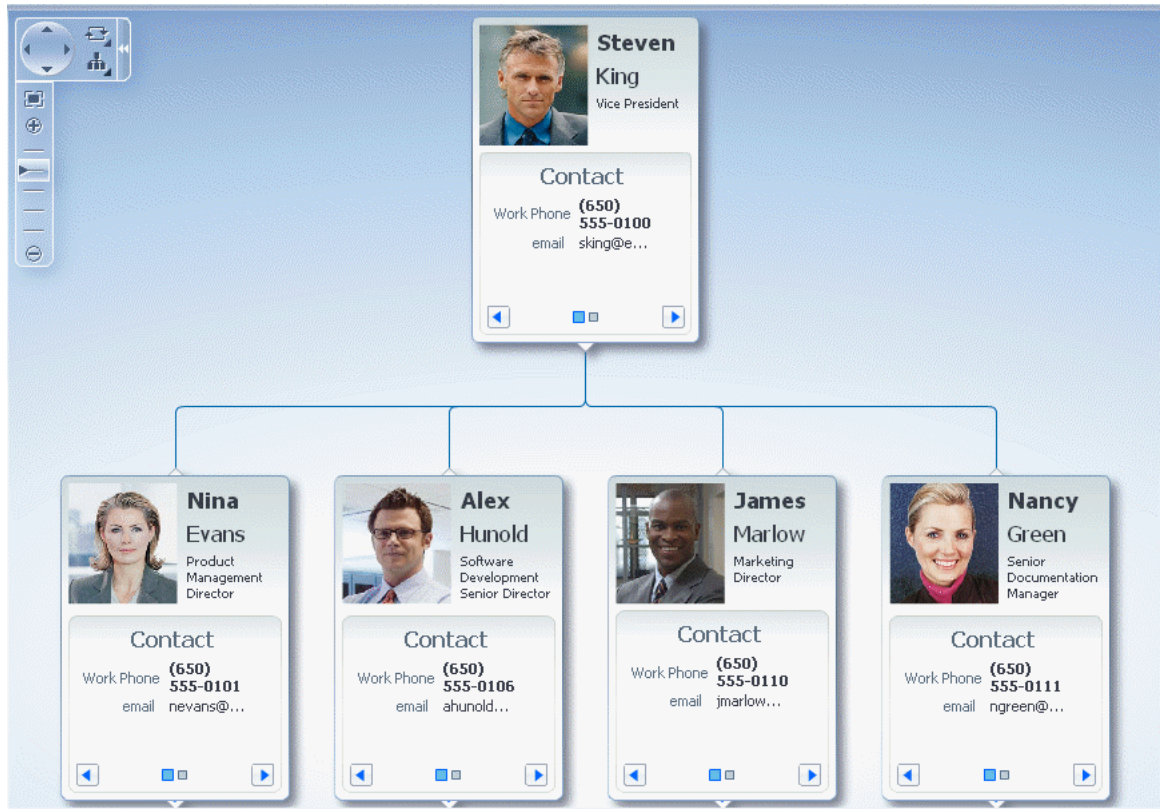 Steven
King
Vice President
Contact
Work Phone (650)
555-0100
email sking@e...
Nina
Evans
Product
Management
Director
Contact
Work Phone (650)
555-0101
email nevans@...
Alex
Hunold
Software
Development
Senior Director
Contact
Work Phone (650)
555-0106
email ahunold...
James
Marlow
Marketing
Director
Contact
Work Phone (650)
555-0110
email jmarlow...
Nancy
Green
Senior
Documentation
Manager
Contact
Work Phone (650)
555-0111
email ngreen@...